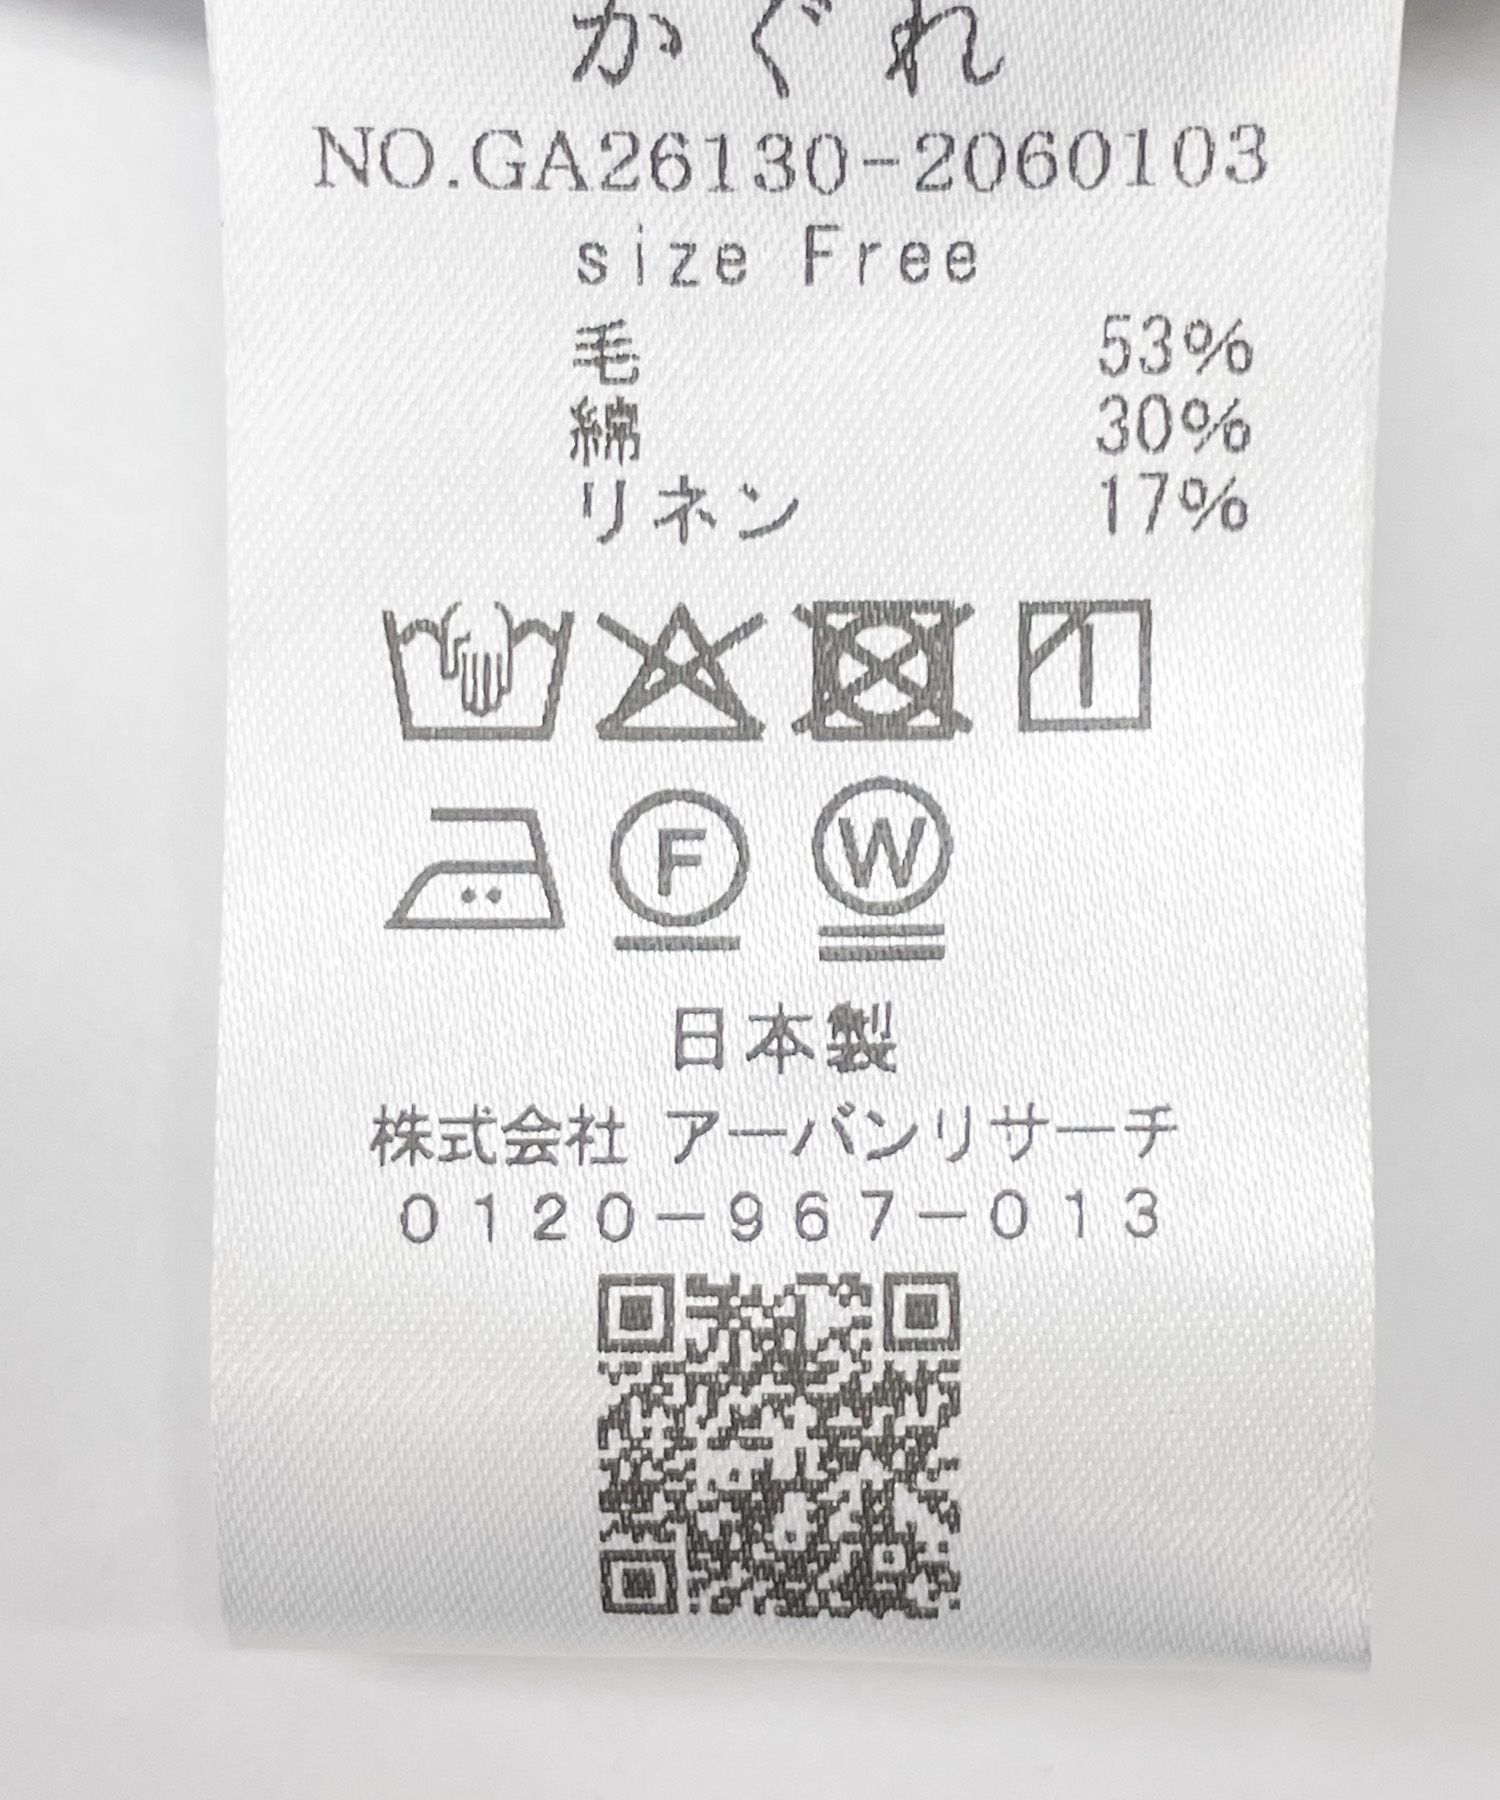 かぐれ
NO.GA26130-2060103
size Free
毛 53%
綿 30%
リネン 17%
F
W
日本製
株式会社 アーバンリサーチ
0120-967-013